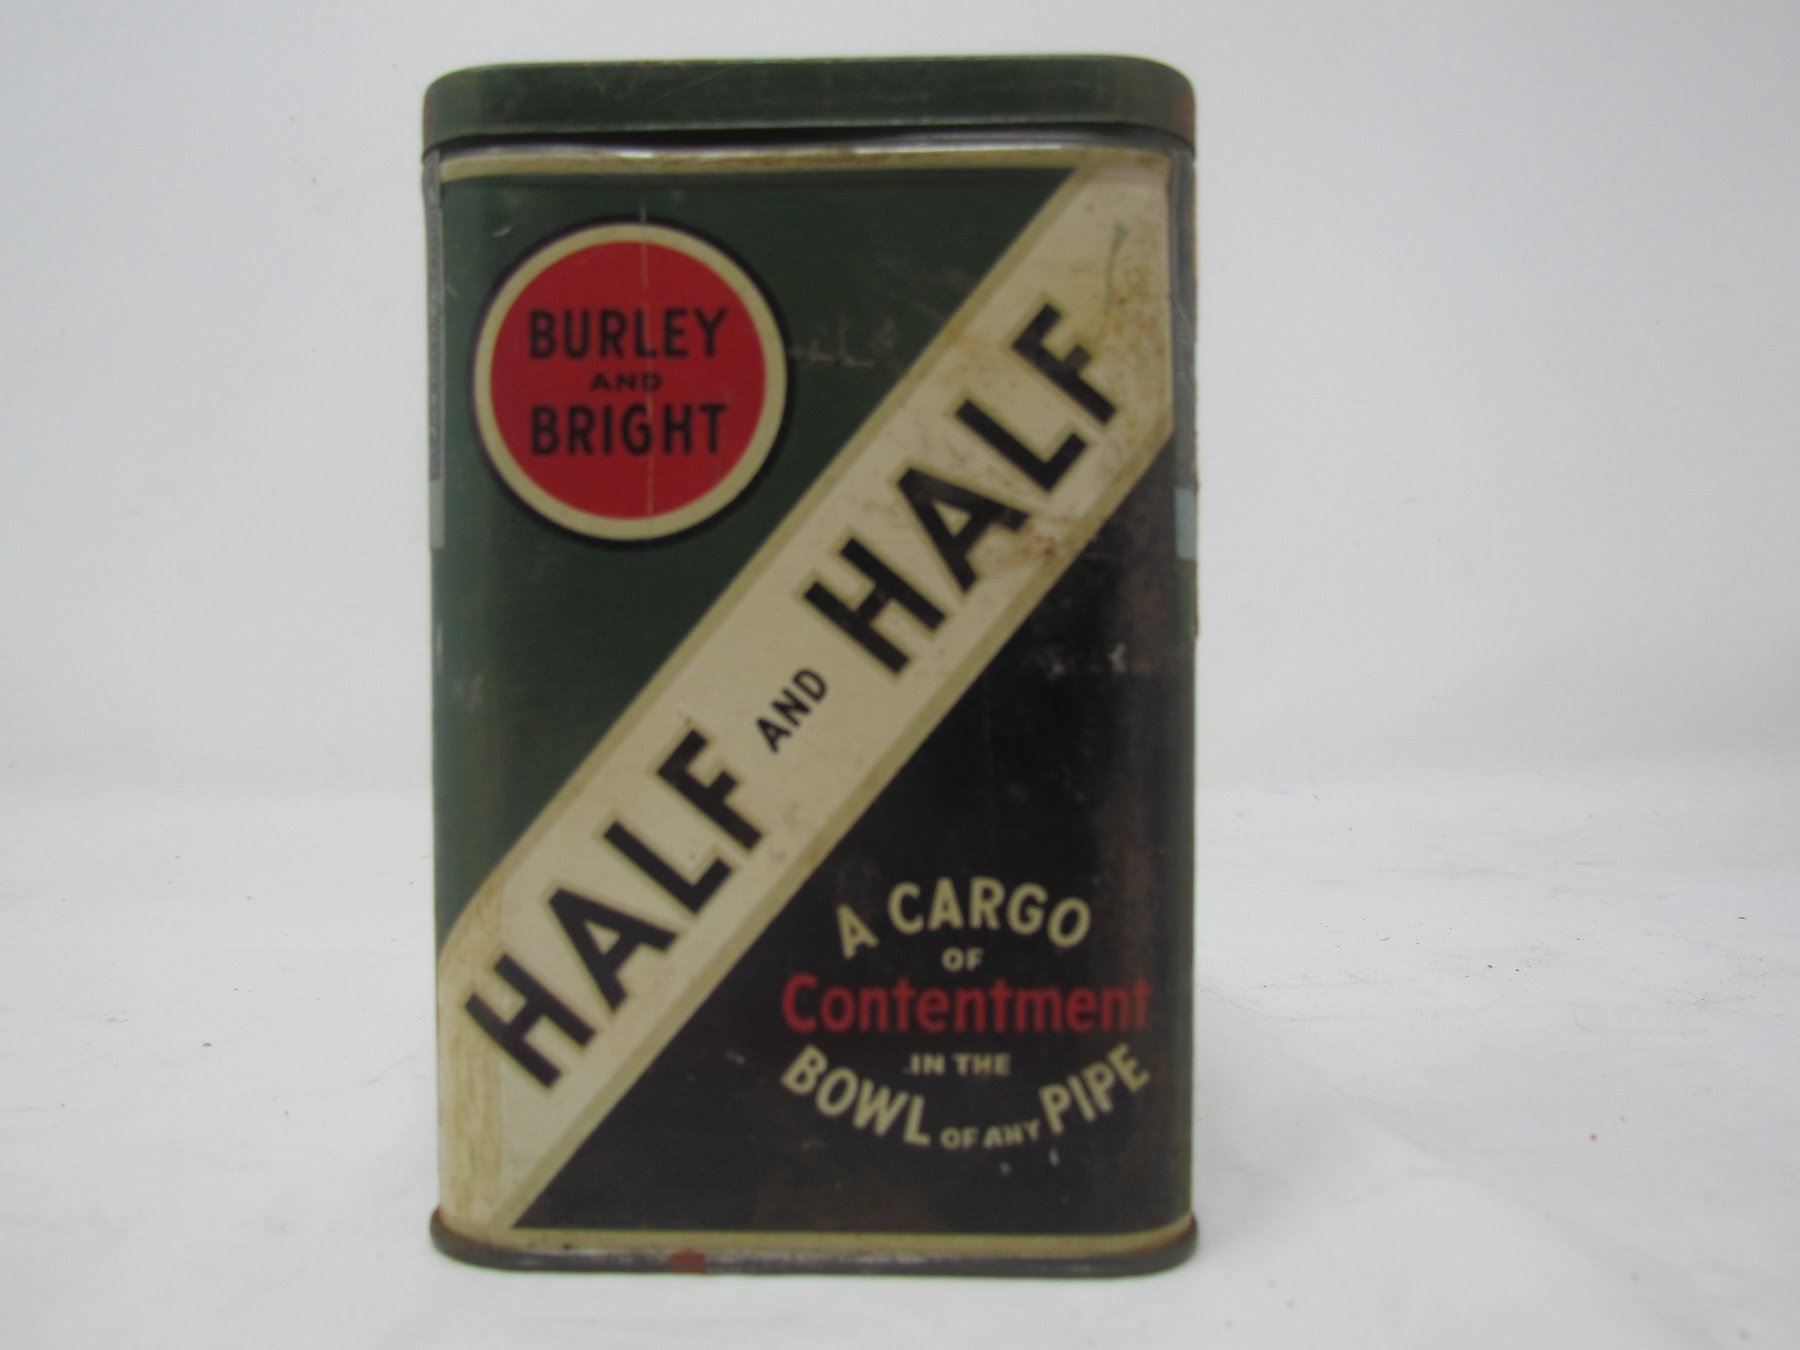 BURLEY
AND
BRIGHT
HALF AND HALF
A CARGO
OF
Contentment
IN THE
BOWL OF ANY PIPE